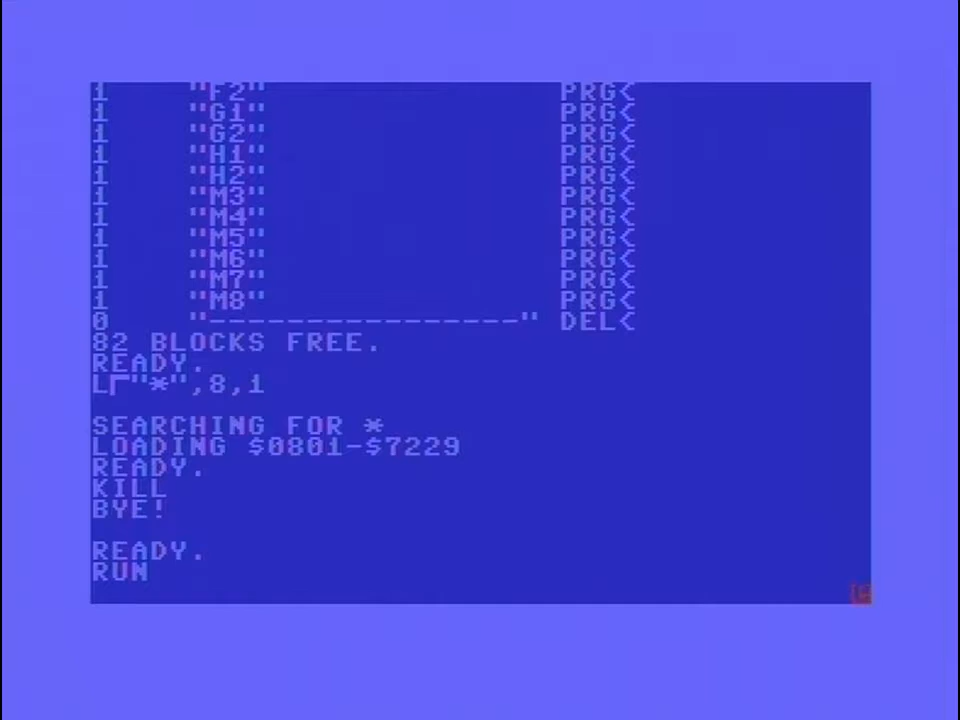 1 "F2" PRG<
1 "G1" PRG<
1 "G2" PRG<
1 "H1" PRG<
1 "H2" PRG<
1 "M3" PRG<
1 "M4" PRG<
1 "M5" PRG<
1 "M6" PRG<
1 "M7" PRG<
1 "M8" PRG<
0 "----------------" DEL<
82 BLOCKS FREE.
READY.
L┌"*",8,1
SEARCHING FOR *
LOADING $0801-$7229
READY.
KILL
BYE!
READY.
RUN